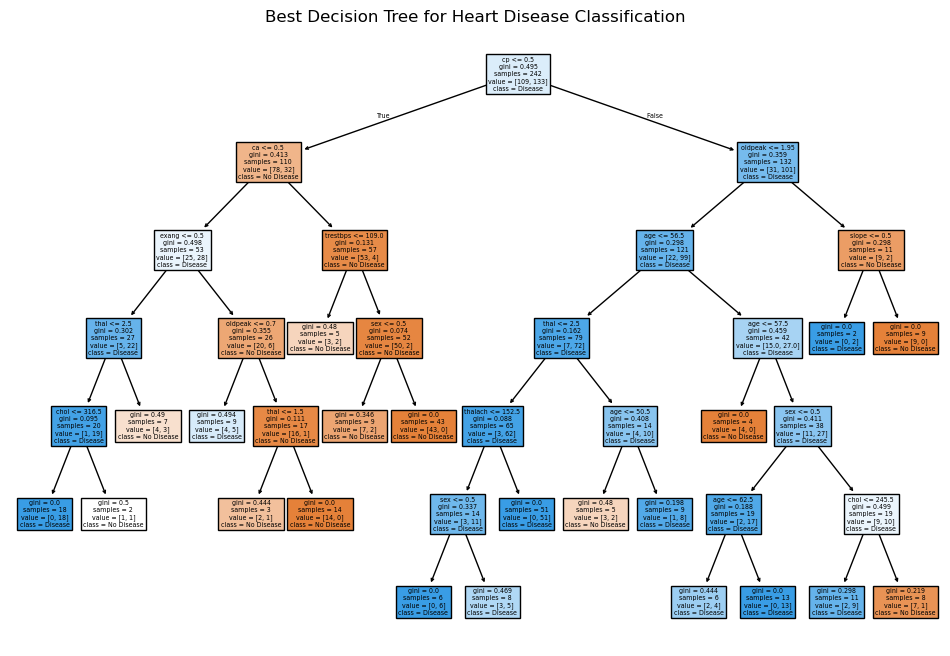 Best Decision Tree for Heart Disease Classification
cp <= 0.5
gini = 0.495
samples = 242
value = [109, 133]
class = Disease
True
False
ca <= 0.5
gini = 0.413
samples = 110
value = [78, 32]
class = No Disease
oldpeak <= 1.95
gini = 0.359
samples = 132
value = [31, 101]
class = Disease
exang <= 0.5
gini = 0.498
samples = 53
value = [25, 28]
class = Disease
trestbps <= 109.0
gini = 0.131
samples = 57
value = [53, 4]
class = No Disease
age <= 56.5
gini = 0.298
samples = 121
value = [22, 99]
class = Disease
slope <= 0.5
gini = 0.298
samples = 11
value = [9, 2]
class = No Disease
thal <= 2.5
gini = 0.302
samples = 27
value = [5, 22]
class = Disease
oldpeak <= 0.7
gini = 0.355
samples = 26
value = [20, 6]
class = No Disease
gini = 0.48
samples = 5
value = [3, 2]
class = No Disease
sex <= 0.5
gini = 0.074
samples = 52
value = [50, 2]
class = No Disease
thal <= 2.5
gini = 0.162
samples = 79
value = [7, 72]
class = Disease
age <= 57.5
gini = 0.459
samples = 42
value = [15.0, 27.0]
class = Disease
gini = 0.0
samples = 2
value = [0, 2]
class = Disease
gini = 0.0
samples = 9
value = [9, 0]
class = No Disease
chol <= 316.5
gini = 0.095
samples = 20
value = [1, 19]
class = Disease
gini = 0.49
samples = 7
value = [4, 3]
class = No Disease
gini = 0.494
samples = 9
value = [4, 5]
class = Disease
thal <= 1.5
gini = 0.111
samples = 17
value = [16, 1]
class = No Disease
gini = 0.346
samples = 9
value = [7, 2]
class = No Disease
gini = 0.0
samples = 43
value = [43, 0]
class = No Disease
thalach <= 152.5
gini = 0.088
samples = 65
value = [3, 62]
class = Disease
age <= 50.5
gini = 0.408
samples = 14
value = [4, 10]
class = Disease
gini = 0.0
samples = 4
value = [4, 0]
class = No Disease
sex <= 0.5
gini = 0.411
samples = 38
value = [11, 27]
class = Disease
gini = 0.0
samples = 18
value = [0, 18]
class = Disease
gini = 0.5
samples = 2
value = [1, 1]
class = No Disease
gini = 0.444
samples = 3
value = [2, 1]
class = No Disease
gini = 0.0
samples = 14
value = [14, 0]
class = No Disease
sex <= 0.5
gini = 0.337
samples = 14
value = [3, 11]
class = Disease
gini = 0.0
samples = 51
value = [0, 51]
class = Disease
gini = 0.48
samples = 5
value = [3, 2]
class = No Disease
gini = 0.198
samples = 9
value = [1, 8]
class = Disease
age <= 62.5
gini = 0.188
samples = 19
value = [2, 17]
class = Disease
chol <= 245.5
gini = 0.499
samples = 19
value = [9, 10]
class = Disease
gini = 0.0
samples = 6
value = [0, 6]
class = Disease
gini = 0.469
samples = 8
value = [3, 5]
class = Disease
gini = 0.444
samples = 6
value = [2, 4]
class = Disease
gini = 0.0
samples = 13
value = [0, 13]
class = Disease
gini = 0.298
samples = 11
value = [2, 9]
class = Disease
gini = 0.219
samples = 8
value = [7, 1]
class = No Disease